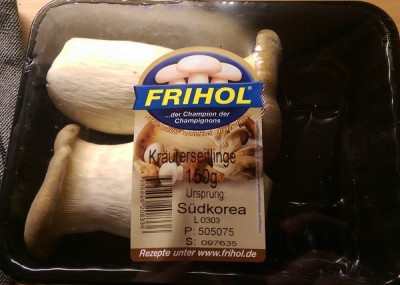 FRIHOL®
...der Champion der
Champignons
Kräuterseitlinge
150g
Ursprung:
Südkorea
L 0303
P: 505075
S: 097635
Rezepte unter www.frihol.de